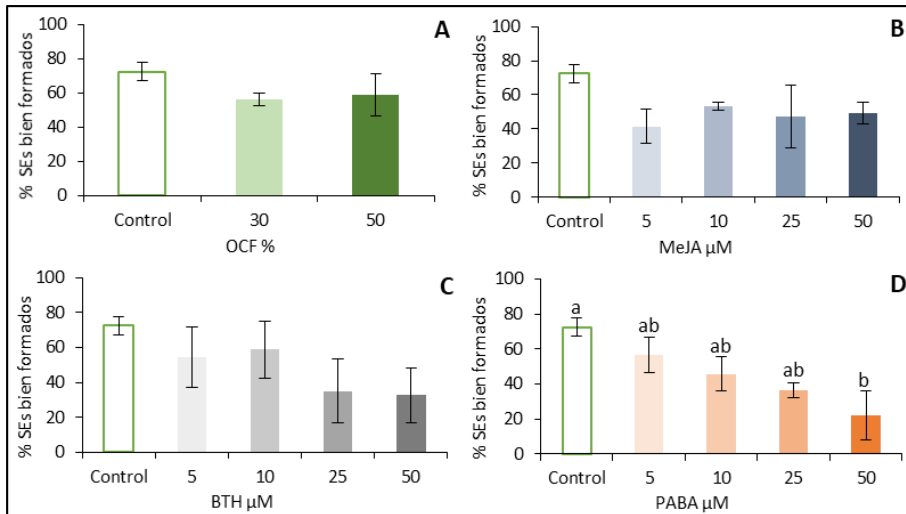 A
% SEs bien formados
100
80
60
40
20
0
Control 30 50
OCF %
B
% SEs bien formados
100
80
60
40
20
0
Control 5 10 25 50
MeJA µM
C
% SEs bien formados
100
80
60
40
20
0
Control 5 10 25 50
BTH µM
D
% SEs bien formados
100
80
60
40
20
0
a ab ab ab b
Control 5 10 25 50
PABA µM